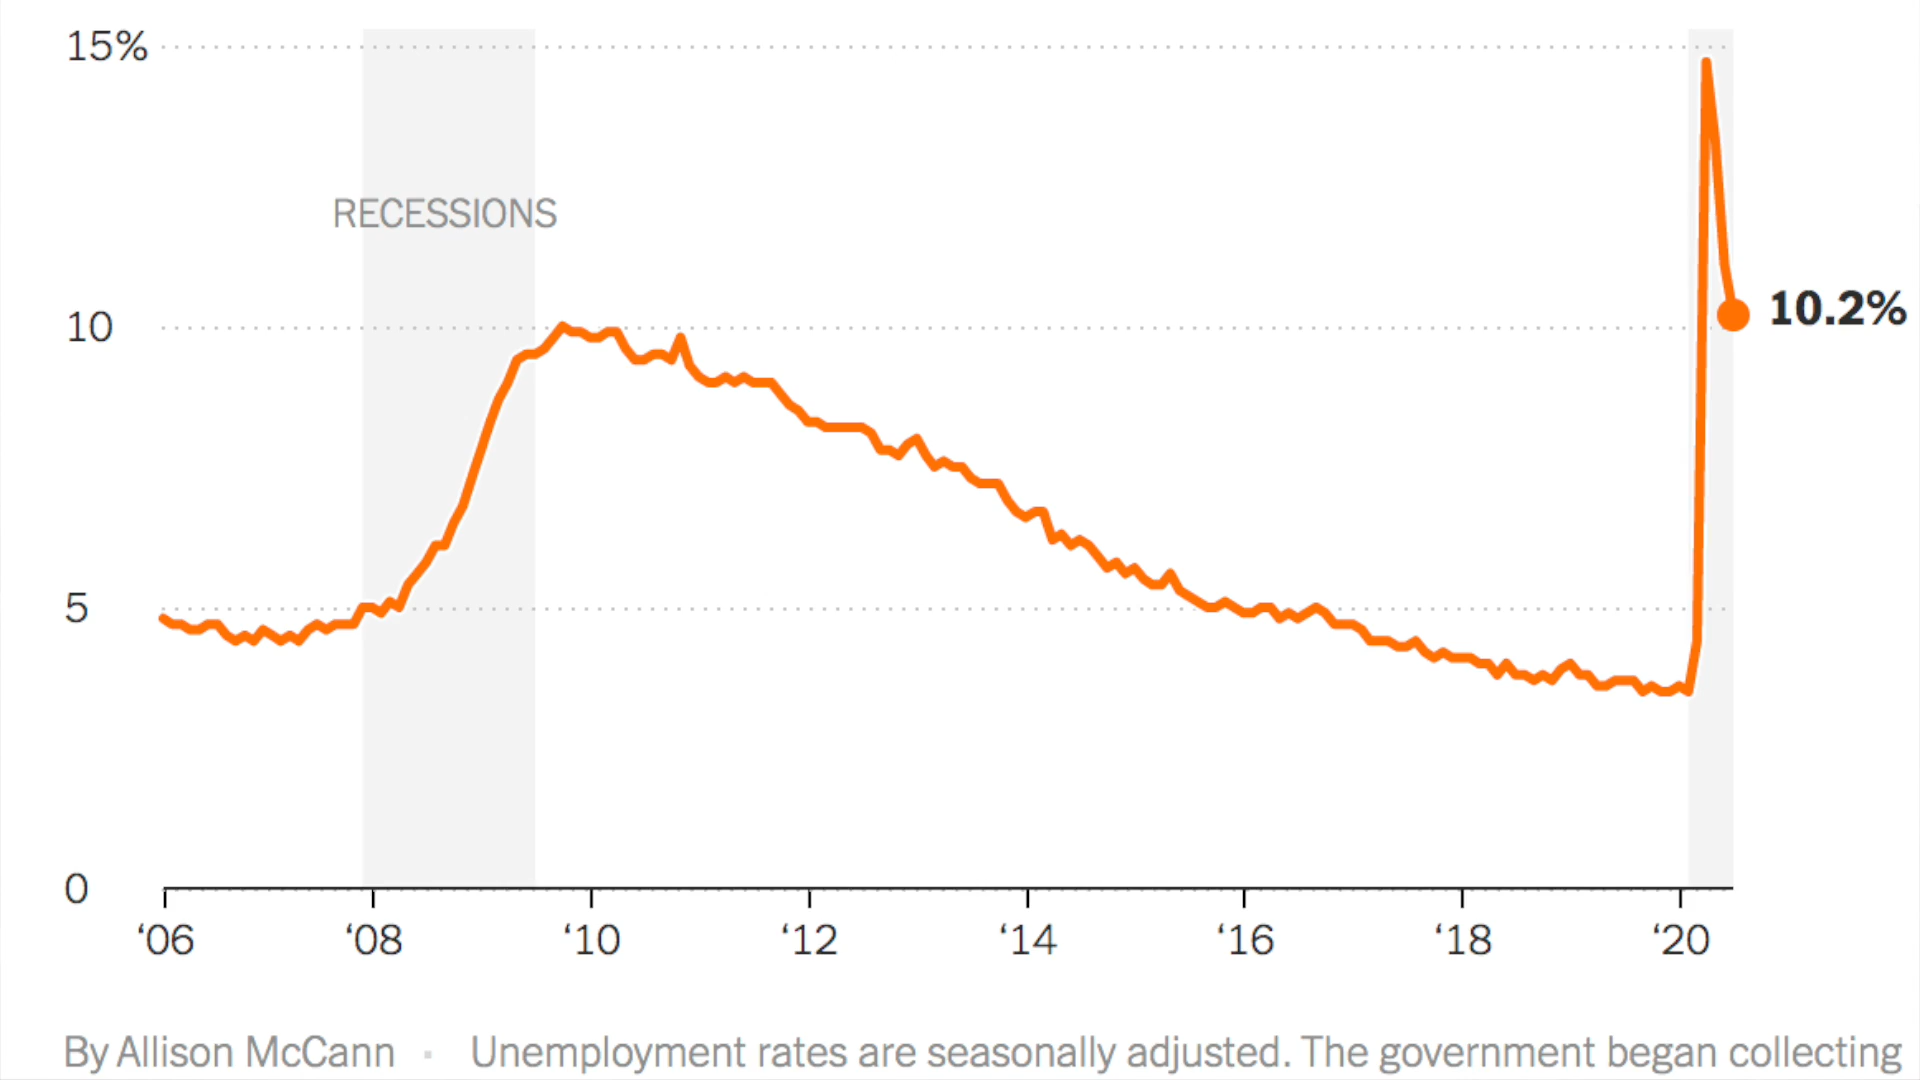 15%
RECESSIONS
10
10.2%
5
0
‘06 ‘08 ‘10 ‘12 ‘14 ‘16 ‘18 ‘20
By Allison McCann ▪ Unemployment rates are seasonally adjusted. The government began collecting